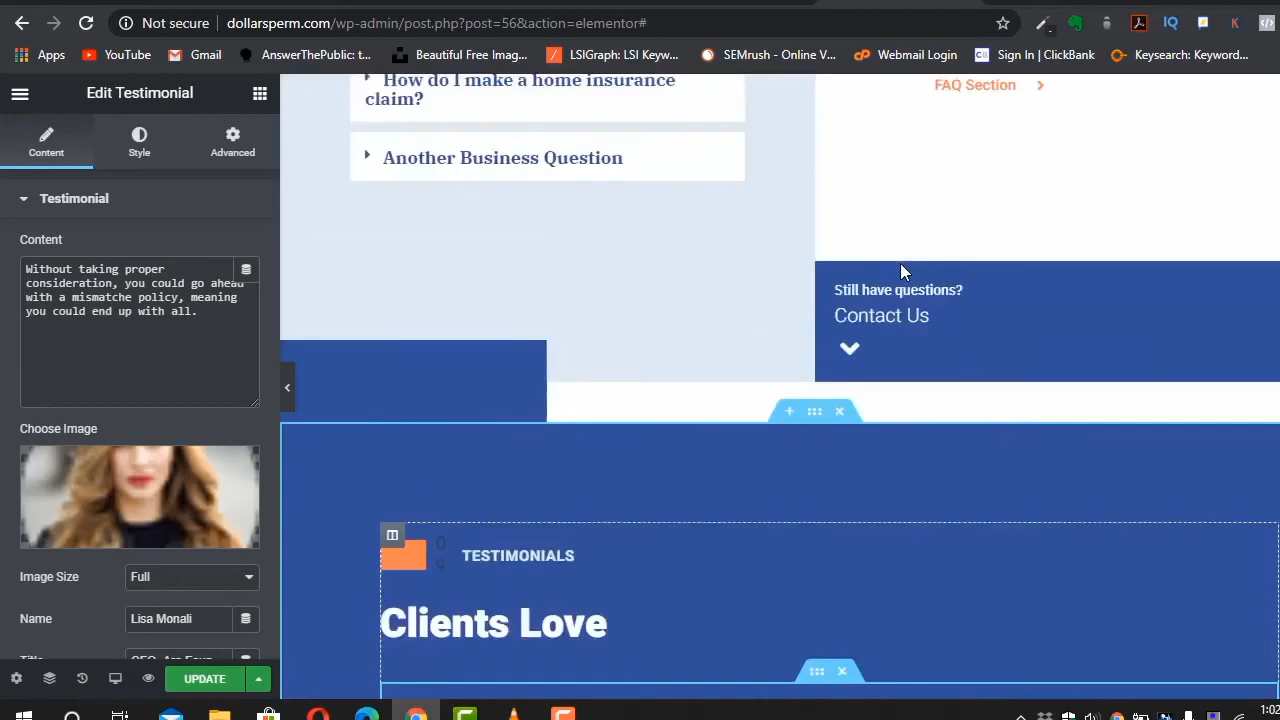 Not secure dollarsperm.com/wp-admin/post.php?post=56&action=elementor#
Apps YouTube Gmail AnswerThePublic: t... Beautiful Free Imag... LSIGraph: LSI Keyw... SEMrush - Online V... Webmail Login Sign In | ClickBank Keysearch: Keyword...
Edit Testimonial
Content Style Advanced
Testimonial
Content
Without taking proper
consideration, you could go ahead
with a mismatche policy, meaning
you could end up with all.
Choose Image
Image Size Full
Name Lisa Monali
UPDATE
How do I make a home insurance
claim?
Another Business Question
FAQ Section
Still have questions?
Contact Us
0
9
TESTIMONIALS
Clients Love
1:02